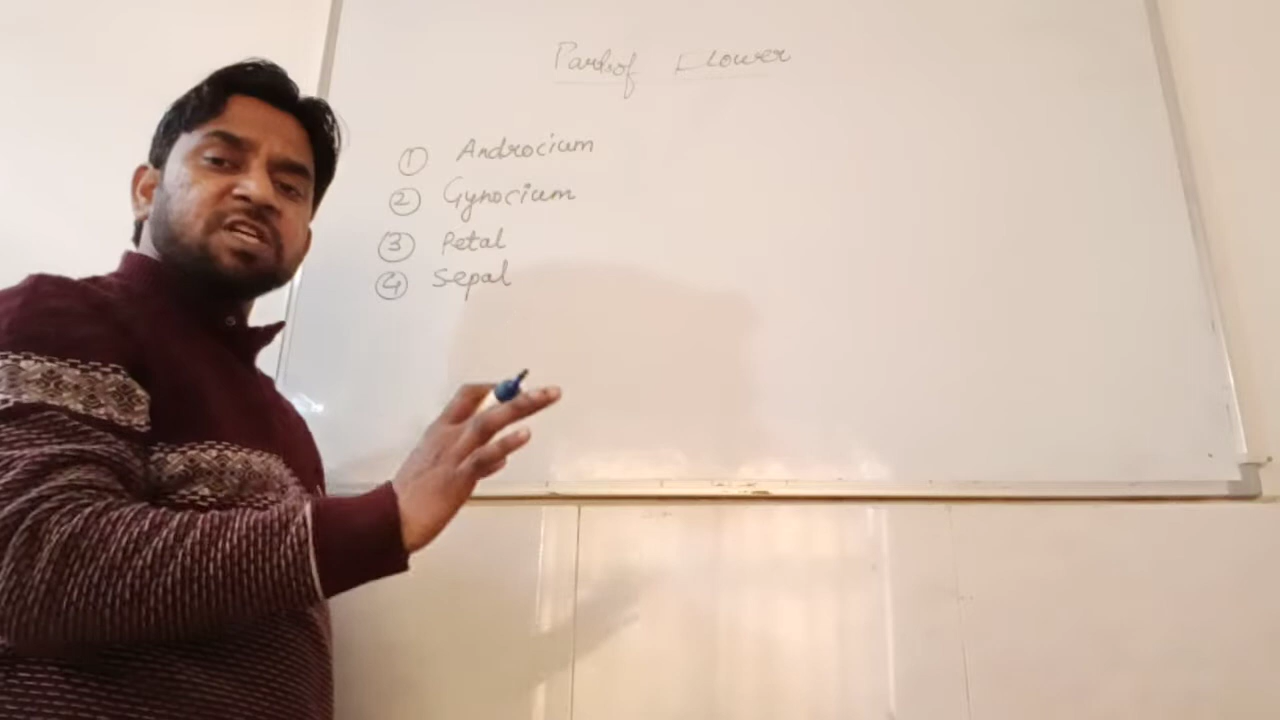 Part of Flower
① Androcium
② Gynocium
③ Petal
④ Sepal